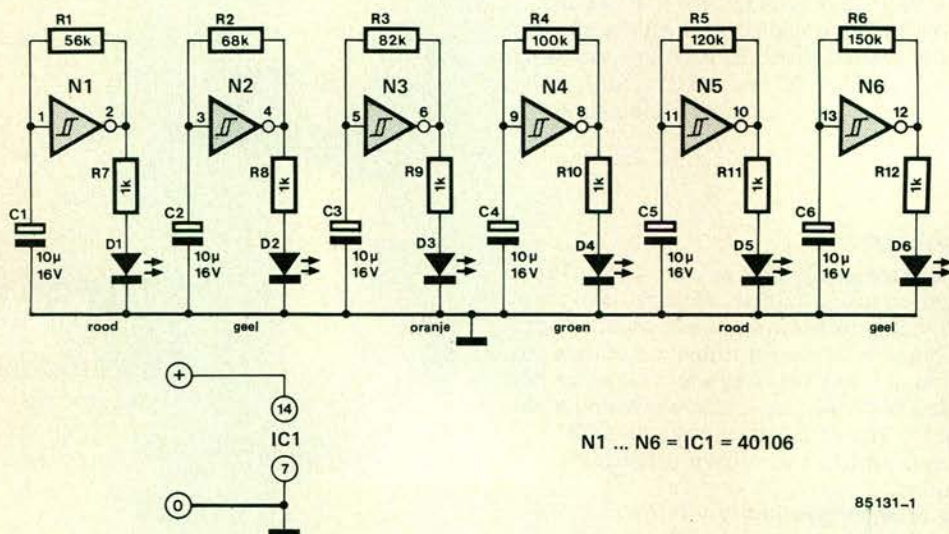 R1 R2 R3 R4 R5 R6
56k 68k 82k 100k 120k 150k
N1 N2 N3 N4 N5 N6
1 2 3 4 5 6 9 8 11 10 13 12
R7 R8 R9 R10 R11 R12
1k 1k 1k 1k 1k 1k
C1 C2 C3 C4 C5 C6
D1 D2 D3 D4 D5 D6
10µ 10µ 10µ 10µ 10µ 10µ
16V 16V 16V 16V 16V 16V
rood geel oranje groen rood geel
+
14
IC1
7
0
N1 ... N6 = IC1 = 40106
85131-1